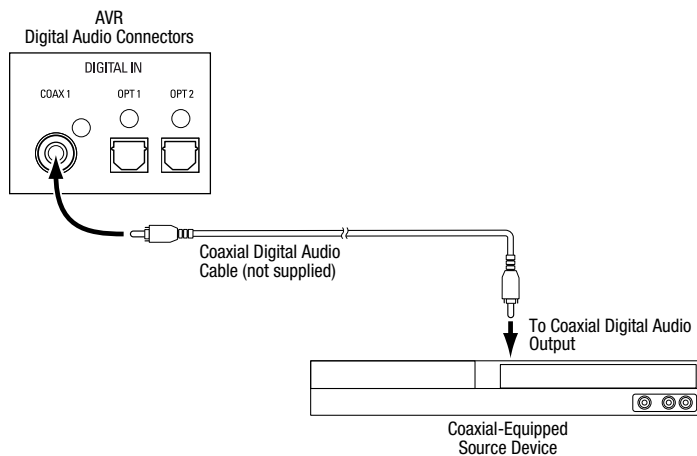 AVR
Digital Audio Connectors
DIGITAL IN
COAX 1 OPT 1 OPT 2
Coaxial Digital Audio
Cable (not supplied)
To Coaxial Digital Audio
Output
Coaxial-Equipped
Source Device